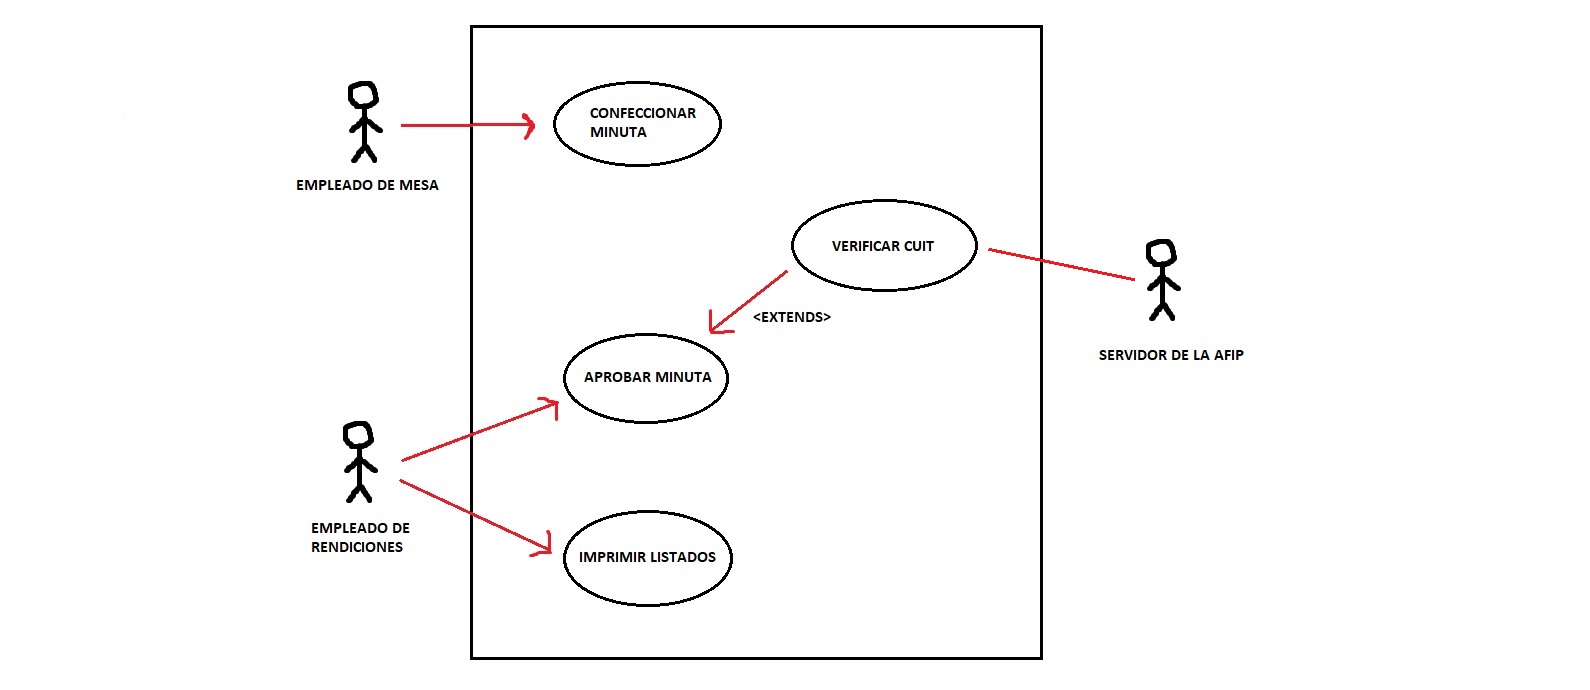 CONFECCIONAR
MINUTA
EMPLEADO DE MESA
VERIFICAR CUIT
<EXTENDS>
SERVIDOR DE LA AFIP
APROBAR MINUTA
EMPLEADO DE
RENDICIONES
IMPRIMIR LISTADOS